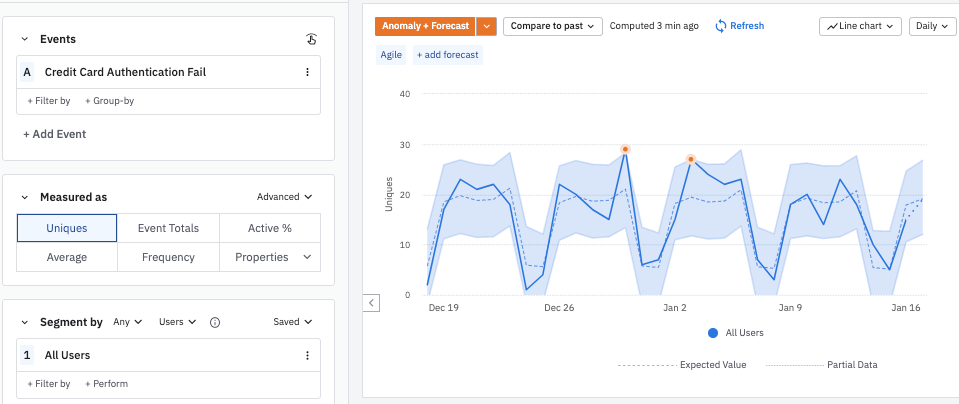 Events
A Credit Card Authentication Fail
+ Filter by + Group-by
+ Add Event
Measured as Advanced
Uniques Event Totals Active %
Average Frequency Properties
Segment by Any Users Saved
1 All Users
+ Filter by + Perform
Anomaly + Forecast Compare to past Computed 3 min ago Refresh Line chart Daily
Agile + add forecast
40
30
20
10
0
Uniques
Dec 19 Dec 26 Jan 2 Jan 9 Jan 16
All Users
Expected Value Partial Data